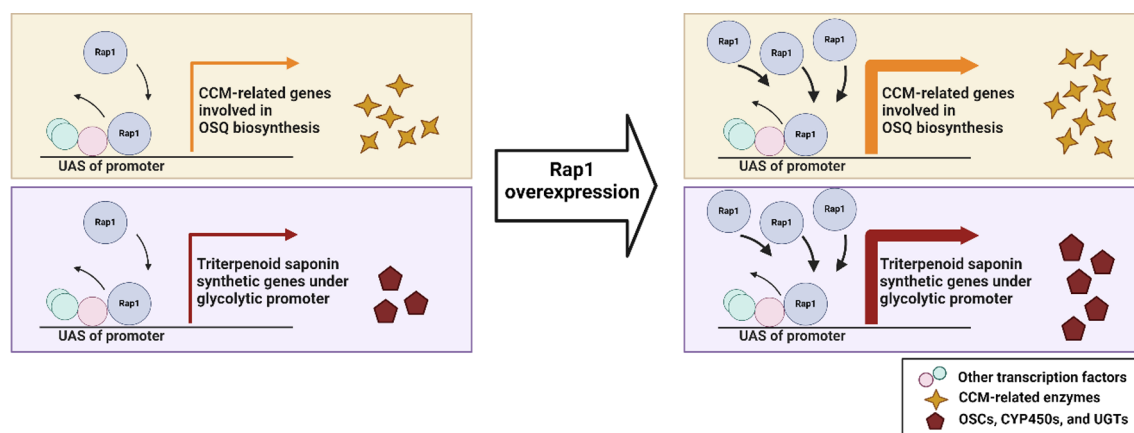 Rap1
Rap1
CCM-related genes
involved in
OSQ biosynthesis
UAS of promoter
Rap1
Rap1
Triterpenoid saponin
synthetic genes under
glycolytic promoter
UAS of promoter
Rap1
overexpression
Rap1
Rap1
Rap1
Rap1
CCM-related genes
involved in
OSQ biosynthesis
UAS of promoter
Rap1
Rap1
Rap1
Rap1
Triterpenoid saponin
synthetic genes under
glycolytic promoter
UAS of promoter
Other transcription factors
CCM-related enzymes
OSCs, CYP450s, and UGTs